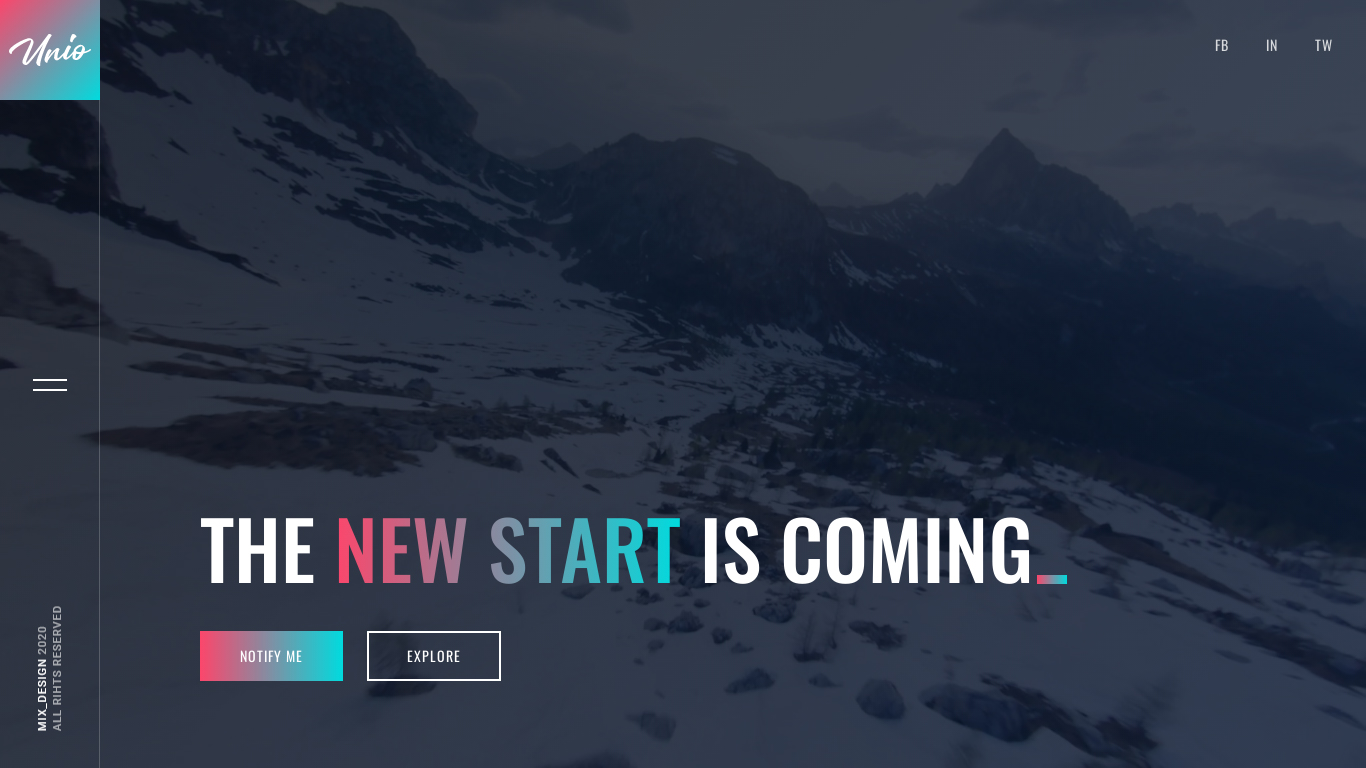 Unio
FB IN TW
THE NEW START IS COMING_
NOTIFY ME
EXPLORE
MIX_DESIGN 2020
ALL RIHTS RESERVED